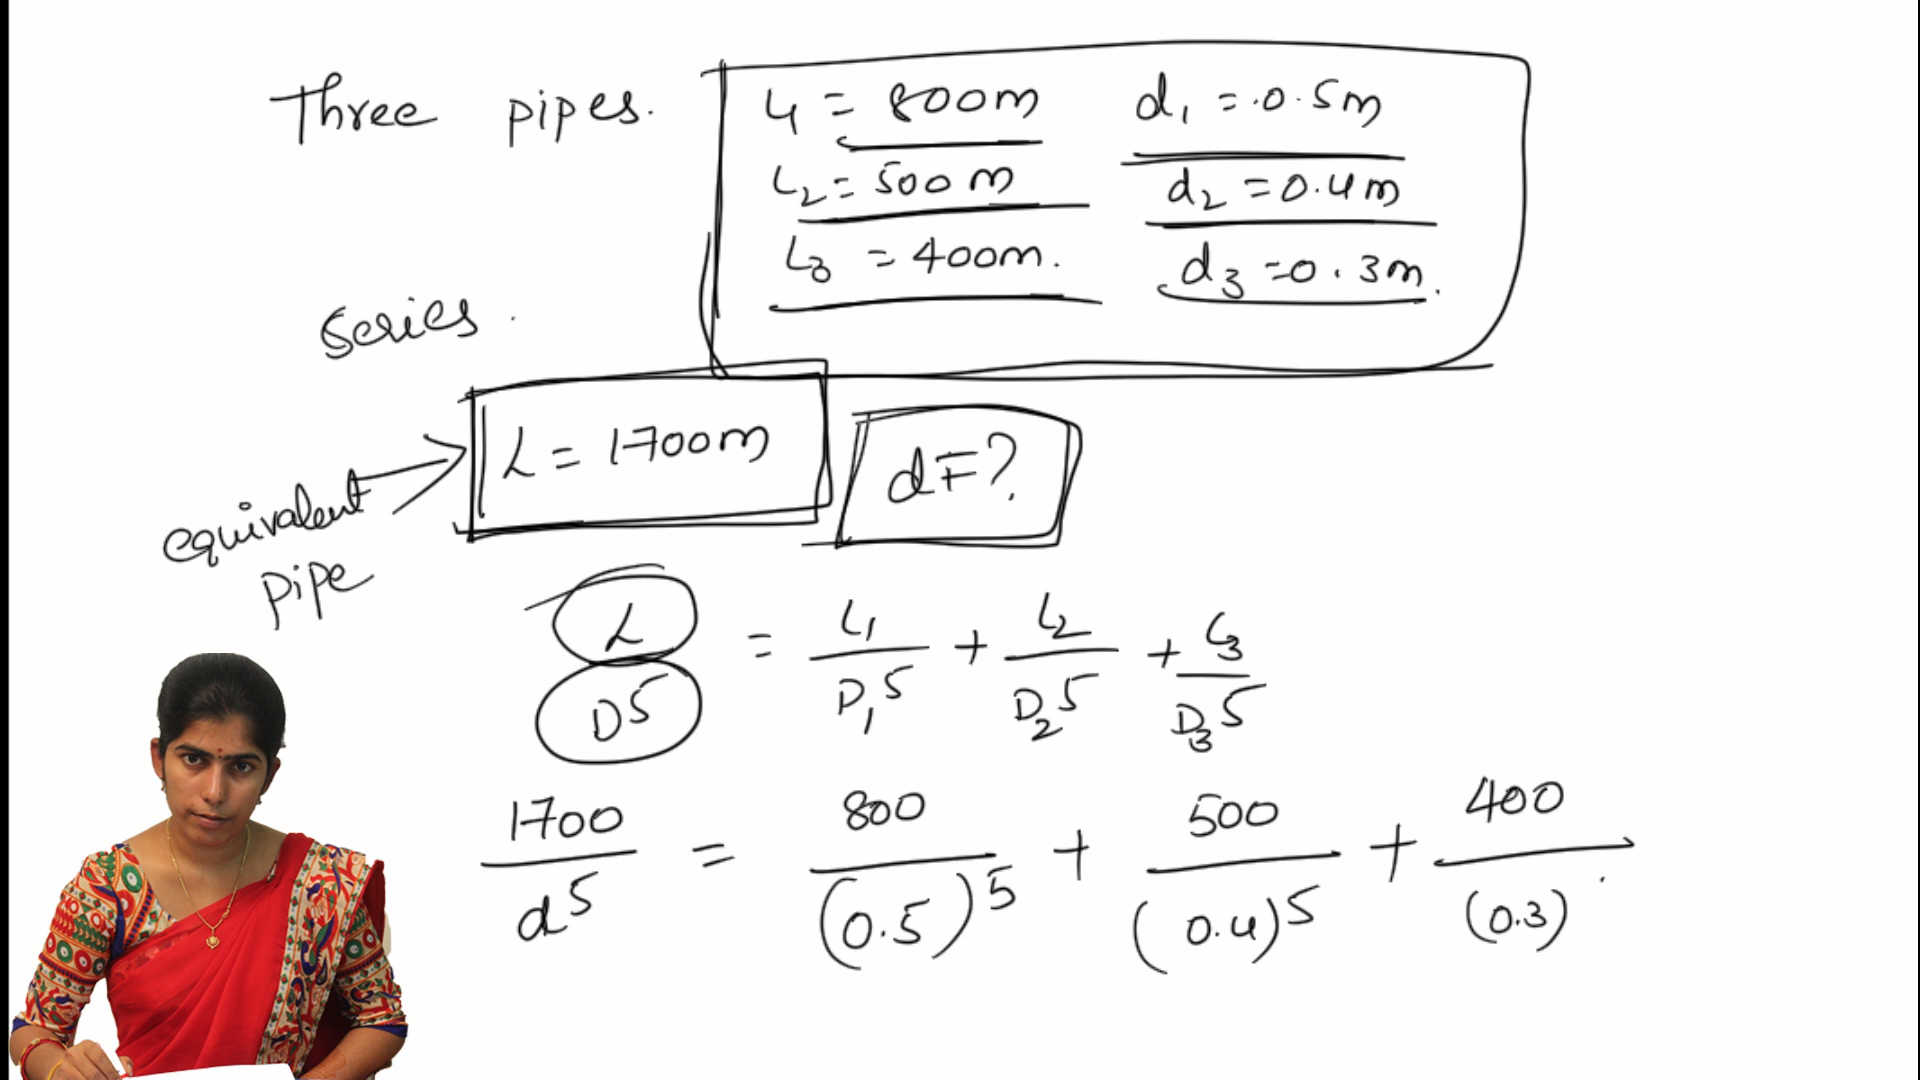 Three pipes. L1 = 800m d1 = 0.5m
L2 = 500m d2 = 0.4m
L3 = 400m. d3 = 0.3m.
Series.
L = 1700m d = ?
equivalent
pipe
L/D^5 = L1/D1^5 + L2/D2^5 + L3/D3^5
1700/d^5 = 800/(0.5)^5 + 500/(0.4)^5 + 400/(0.3)